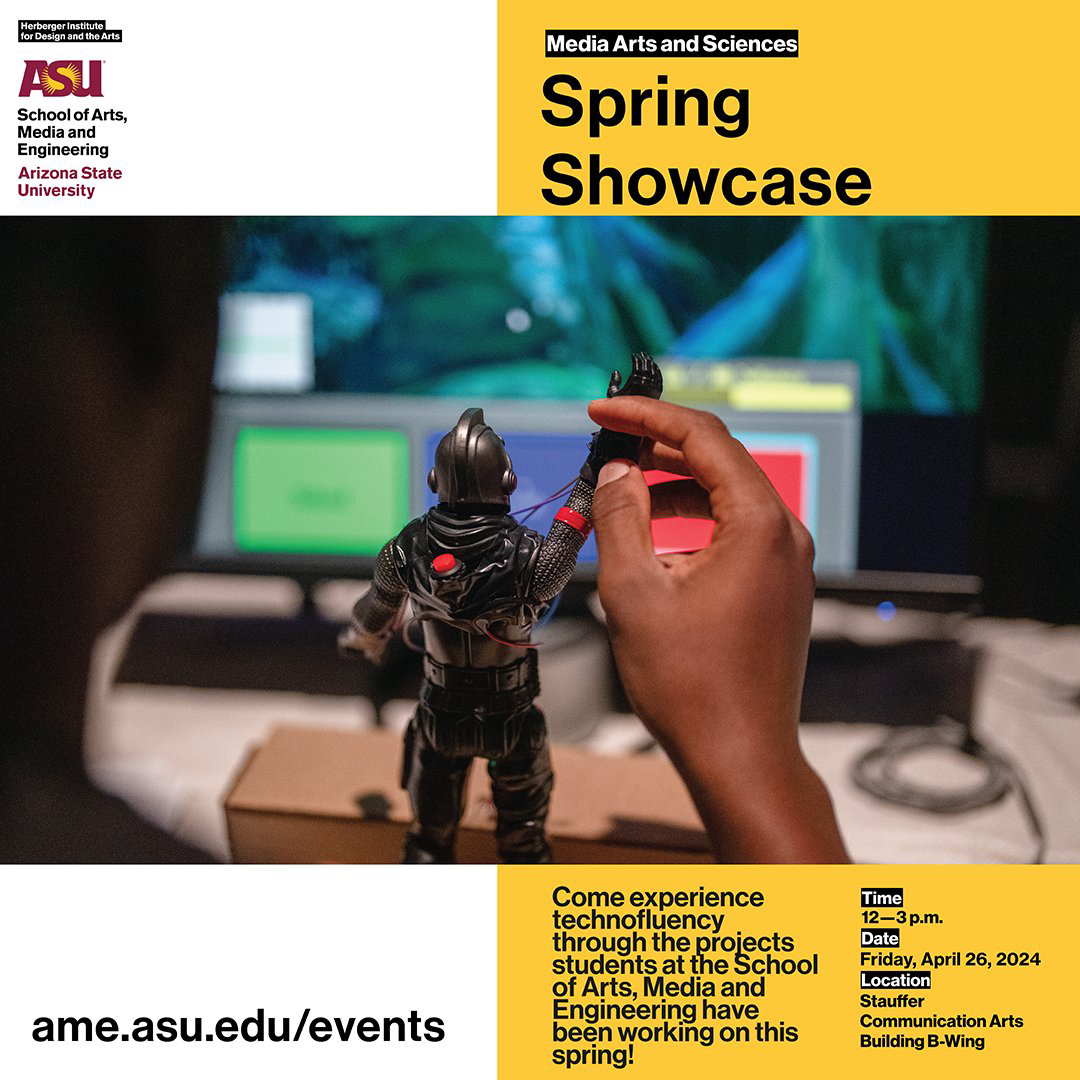 Herberger Institute
for Design and the Arts
ASU
School of Arts,
Media and
Engineering
Arizona State
University
Media Arts and Sciences
Spring
Showcase
ame.asu.edu/events
Come experience
technofluency
through the projects
students at the School
of Arts, Media and
Engineering have
been working on this
spring!
Time
12—3 p.m.
Date
Friday, April 26, 2024
Location
Stauffer
Communication Arts
Building B-Wing